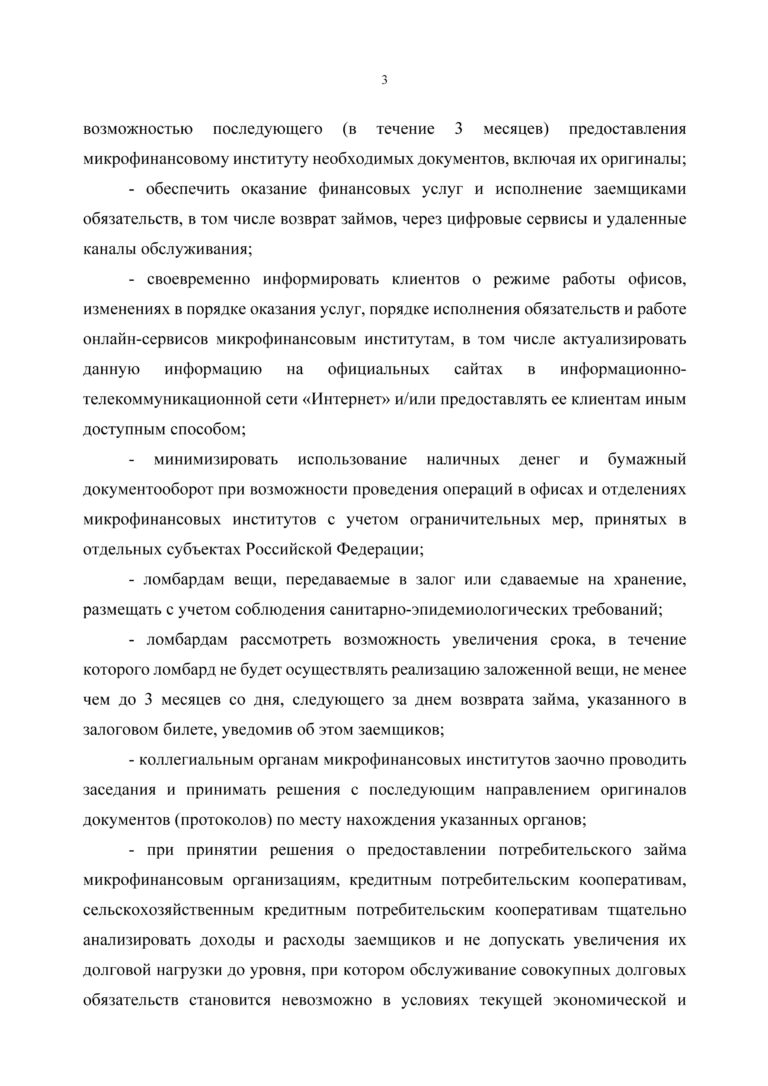 3
возможностью последующего (в течение 3 месяцев) предоставления
микрофинансовому институту необходимых документов, включая их оригиналы;
- обеспечить оказание финансовых услуг и исполнение заемщиками
обязательств, в том числе возврат займов, через цифровые сервисы и удаленные
каналы обслуживания;
- своевременно информировать клиентов о режиме работы офисов,
изменениях в порядке оказания услуг, порядке исполнения обязательств и работе
онлайн-сервисов микрофинансовым институтам, в том числе актуализировать
данную информацию на официальных сайтах в информационно-
телекоммуникационной сети «Интернет» и/или предоставлять ее клиентам иным
доступным способом;
- минимизировать использование наличных денег и бумажный
документооборот при возможности проведения операций в офисах и отделениях
микрофинансовых институтов с учетом ограничительных мер, принятых в
отдельных субъектах Российской Федерации;
- ломбардам вещи, передаваемые в залог или сдаваемые на хранение,
размещать с учетом соблюдения санитарно-эпидемиологических требований;
- ломбардам рассмотреть возможность увеличения срока, в течение
которого ломбард не будет осуществлять реализацию заложенной вещи, не менее
чем до 3 месяцев со дня, следующего за днем возврата займа, указанного в
залоговом билете, уведомив об этом заемщиков;
- коллегиальным органам микрофинансовых институтов заочно проводить
заседания и принимать решения с последующим направлением оригиналов
документов (протоколов) по месту нахождения указанных органов;
- при принятии решения о предоставлении потребительского займа
микрофинансовым организациям, кредитным потребительским кооперативам,
сельскохозяйственным кредитным потребительским кооперативам тщательно
анализировать доходы и расходы заемщиков и не допускать увеличения их
долговой нагрузки до уровня, при котором обслуживание совокупных долговых
обязательств становится невозможно в условиях текущей экономической и